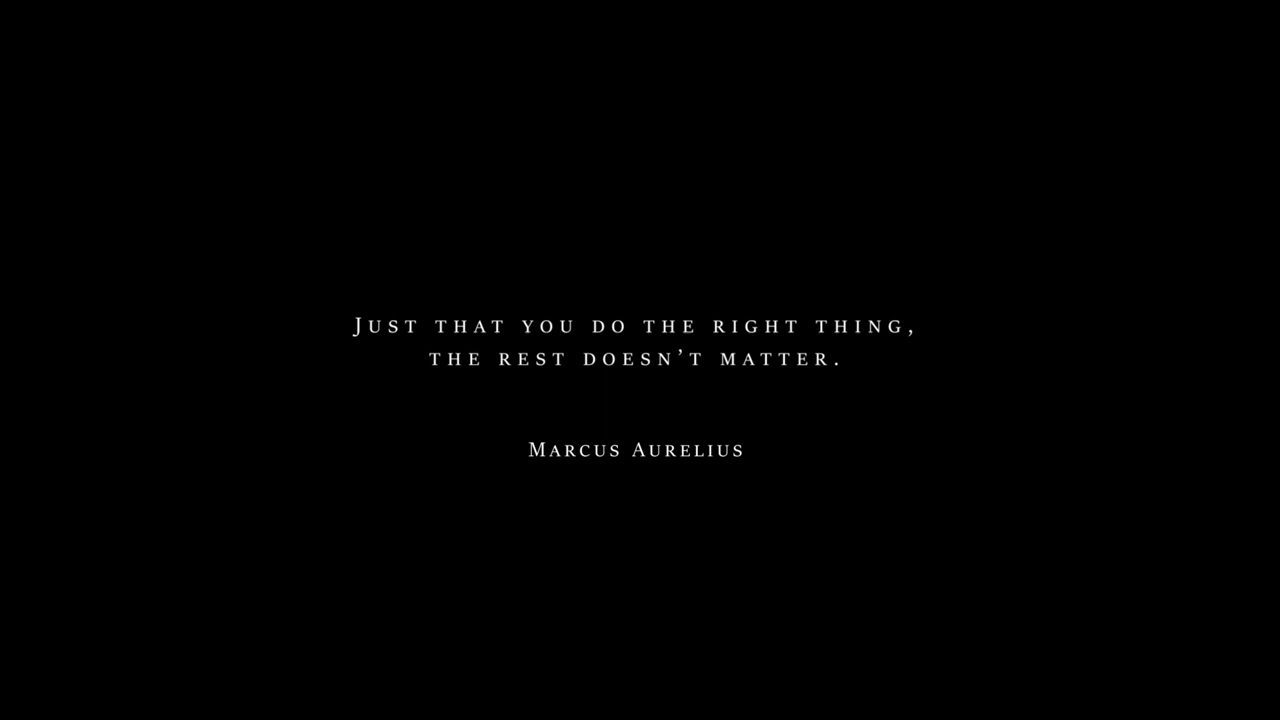 Just that you do the right thing,
the rest doesn’t matter.
Marcus Aurelius